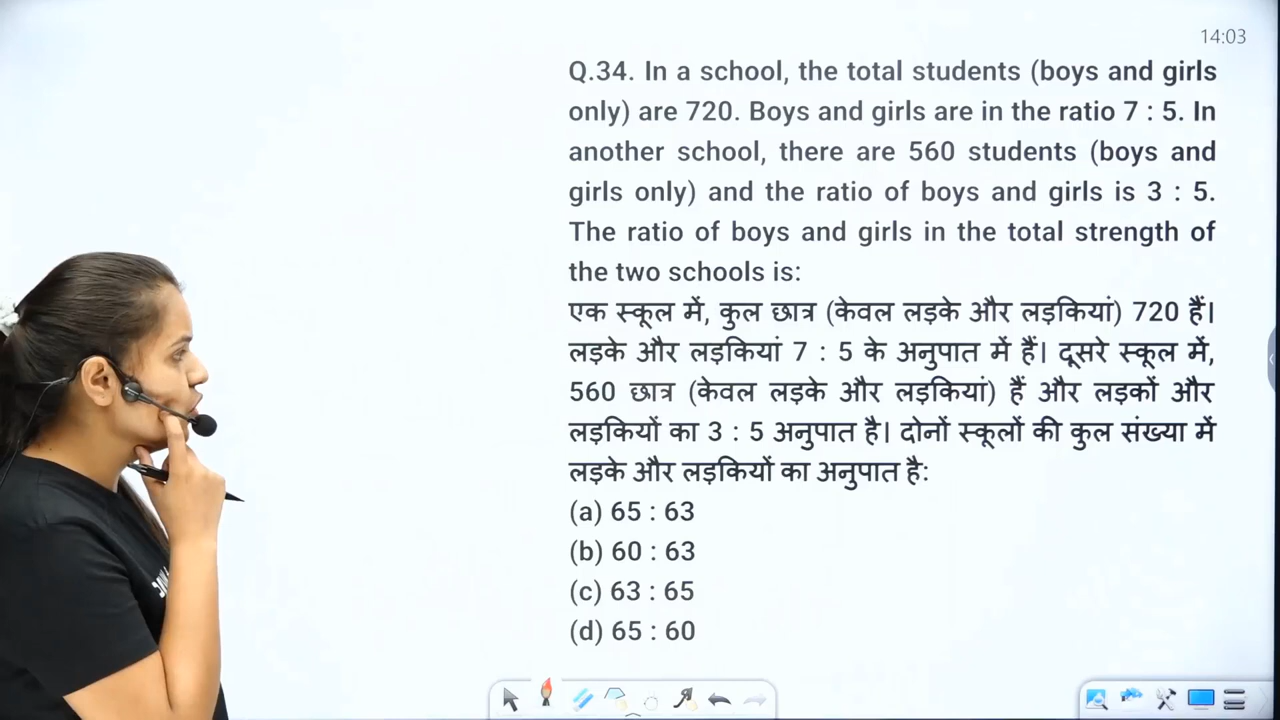 14:03
Q.34. In a school, the total students (boys and girls
only) are 720. Boys and girls are in the ratio 7 : 5. In
another school, there are 560 students (boys and
girls only) and the ratio of boys and girls is 3 : 5.
The ratio of boys and girls in the total strength of
the two schools is:
एक स्कूल में, कुल छात्र (केवल लड़के और लड़कियां) 720 हैं।
लड़के और लड़कियां 7 : 5 के अनुपात में हैं। दूसरे स्कूल में,
560 छात्र (केवल लड़के और लड़कियां) हैं और लड़कों और
लड़कियों का 3 : 5 अनुपात है। दोनों स्कूलों की कुल संख्या में
लड़के और लड़कियों का अनुपात है:
(a) 65 : 63
(b) 60 : 63
(c) 63 : 65
(d) 65 : 60